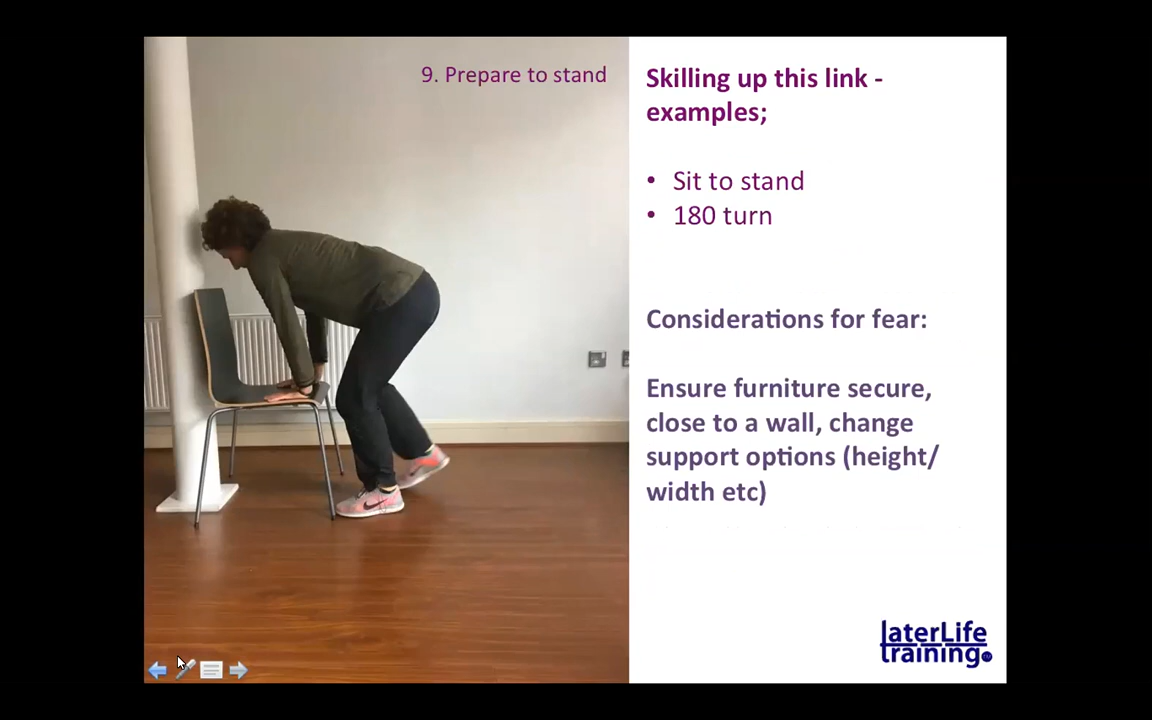 9. Prepare to stand
Skilling up this link -
examples;
• Sit to stand
• 180 turn
Considerations for fear:
Ensure furniture secure,
close to a wall, change
support options (height/
width etc)
laterLife
training